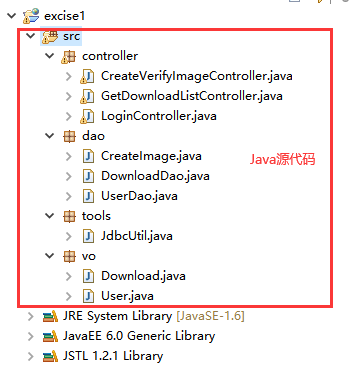 excise1
src
controller
CreateVerifyImageController.java
GetDownloadListController.java
LoginController.java
dao
CreateImage.java
DownloadDao.java
Java源代码
UserDao.java
tools
JdbcUtil.java
vo
Download.java
User.java
JRE System Library [JavaSE-1.6]
JavaEE 6.0 Generic Library
JSTL 1.2.1 Library